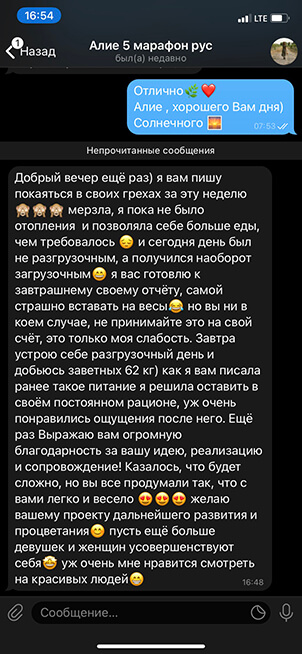 16:54
LTE
1
Назад
Алие 5 марафон рус
был(а) недавно
Отлично🌿❤️
Алие , хорошего Вам дня)
Солнечного 🌅
07:53
Непрочитанные сообщения
Добрый вечер ещё раз) я вам пишу
покаяться в своих грехах за эту неделю
🙈🙈🙈 мерзла, я пока не было
отопления и позволяла себе больше еды,
чем требовалось 😔 и сегодня день был
не разгрузочным, а получился наоборот
загрузочным😄 я вас готовлю к
завтрашнему своему отчёту, самой
страшно вставать на весы😂 но вы ни в
коем случае, не принимайте это на свой
счёт, это только моя слабость. Завтра
устрою себе разгрузочный день и
добьюсь заветных 62 кг) как я вам писала
ранее такое питание я решила оставить в
своём постоянном рационе, уж очень
понравились ощущения после него. Ещё
раз Выражаю вам огромную
благодарность за вашу идею, реализацию
и сопровождение! Казалось, что будет
сложно, но вы все продумали так, что с
вами легко и весело 😍😍😍 желаю
вашему проекту дальнейшего развития и
процветания😊 пусть ещё больше
девушек и женщин усовершенствуют
себя🤩 уж очень мне нравится смотреть
на красивых людей😁
16:48
Сообщение...